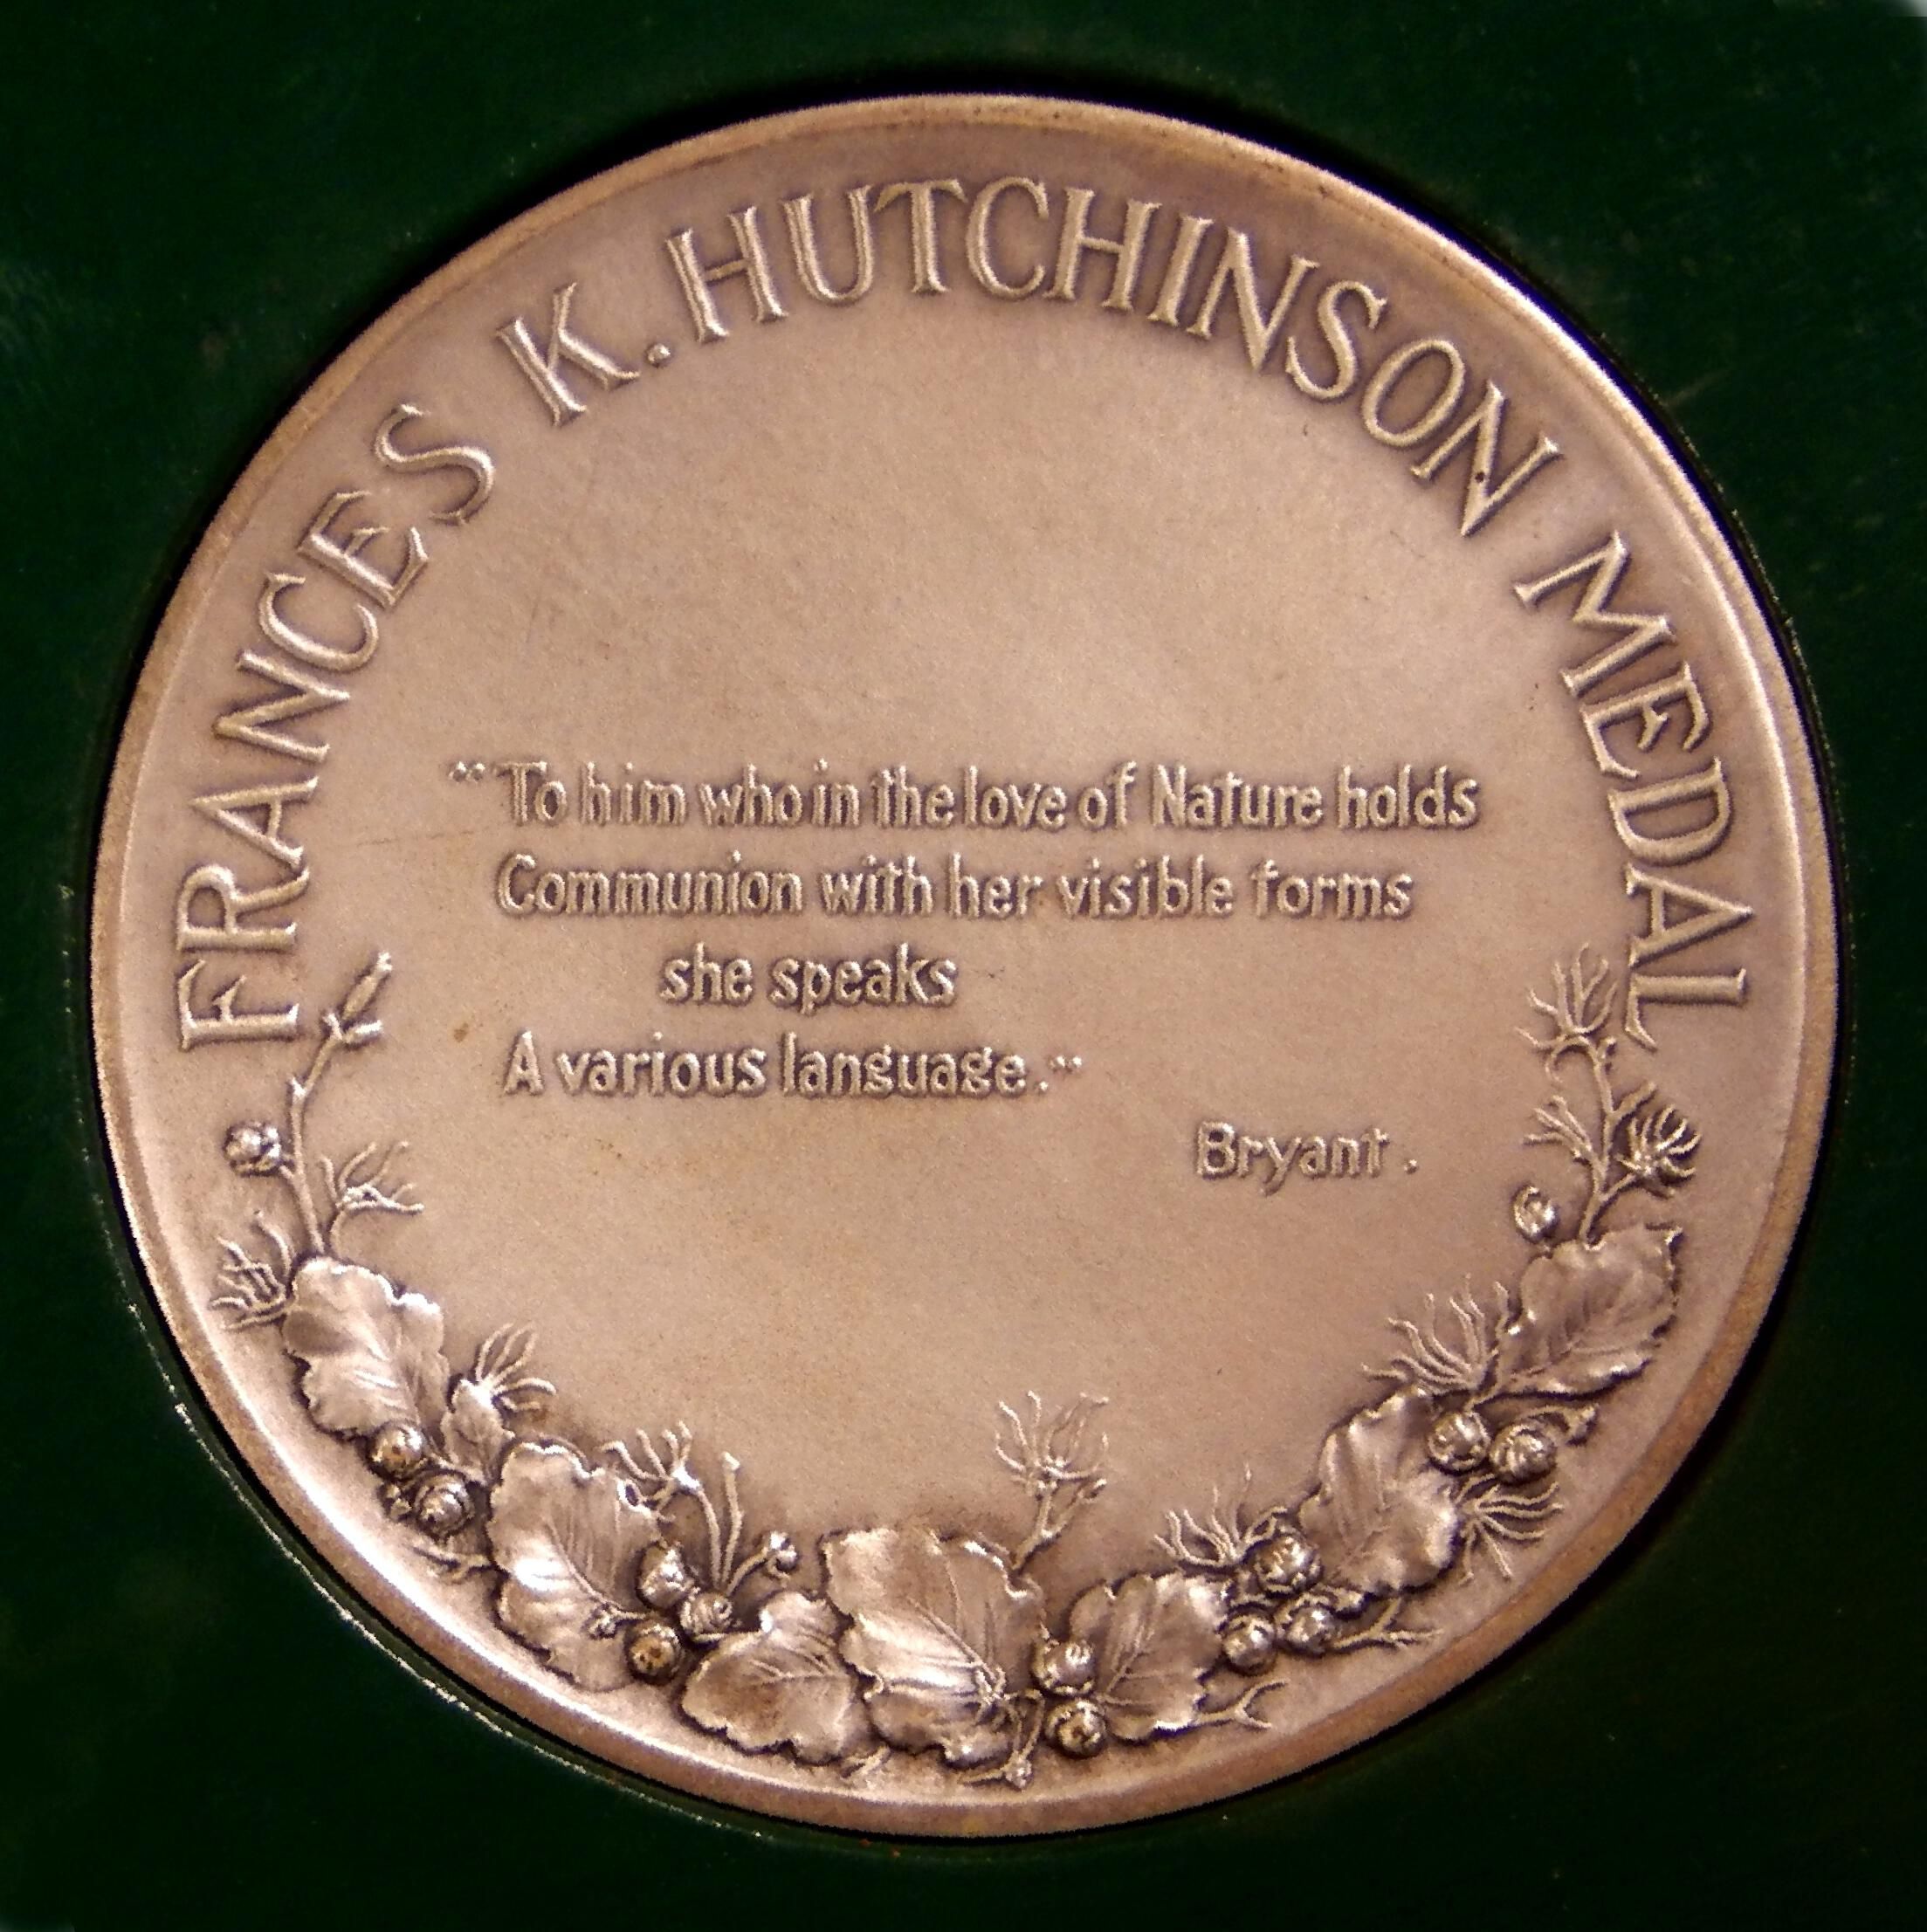 FRANCES K. HUTCHINSON MEDAL
"To him who in the love of Nature holds
Communion with her visible forms
she speaks
A various language."
Bryant.